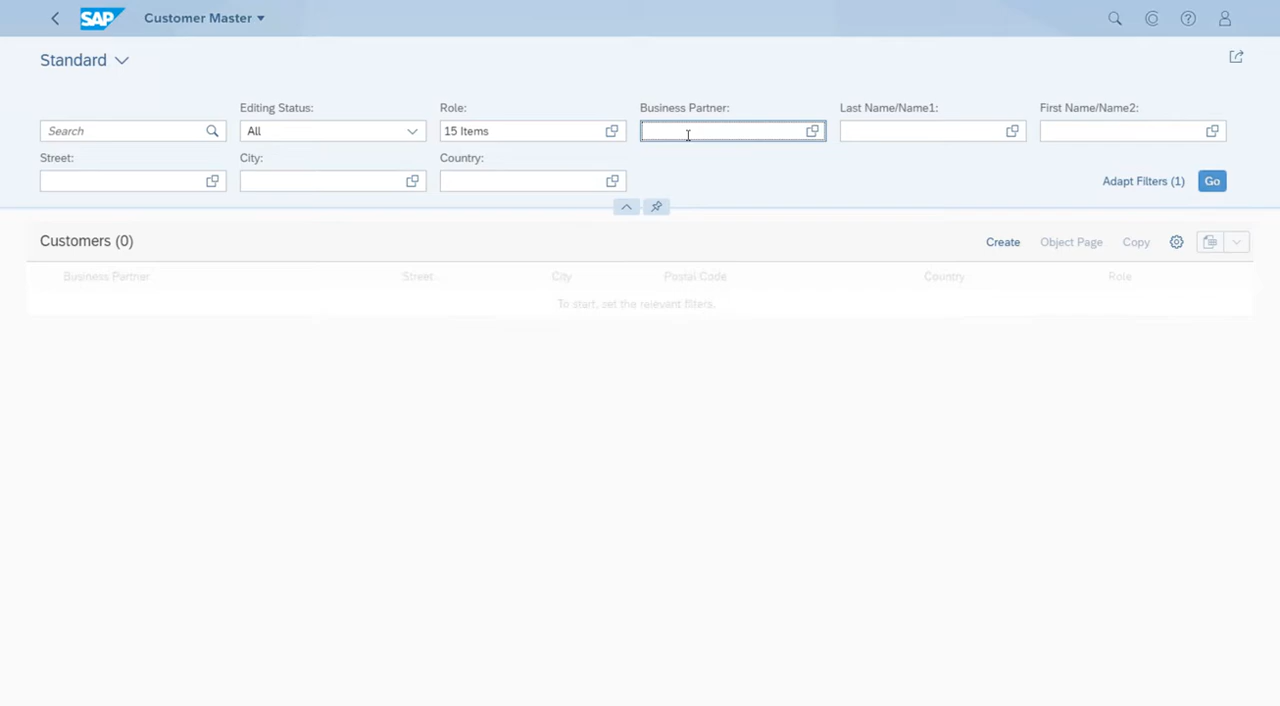 SAP Customer Master
Standard
Editing Status: Role: Business Partner: Last Name/Name1: First Name/Name2:
Search All 15 Items
Street: City: Country:
Adapt Filters (1) Go
Customers (0) Create Object Page Copy
Business Partner Street City Postal Code Country Role
To start, set the relevant filters.